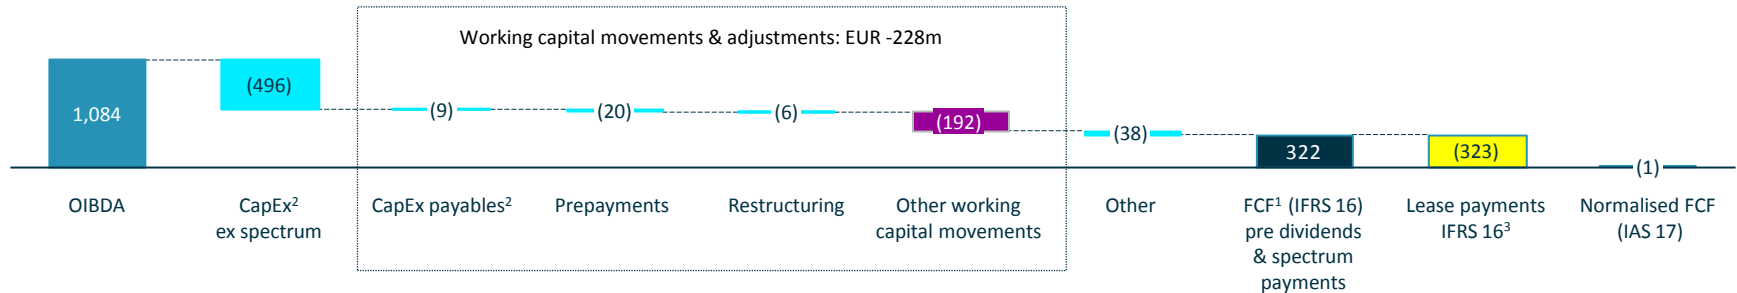 Working capital movements & adjustments: EUR -228m
1,084
(496)
(9)
(20)
(6)
(192)
(38)
322
(323)
(1)
OIBDA
CapEx²
ex spectrum
CapEx payables²
Prepayments
Restructuring
Other working
capital movements
Other
FCF¹ (IFRS 16)
pre dividends
& spectrum
payments
Lease payments
IFRS 16³
Normalised FCF
(IAS 17)